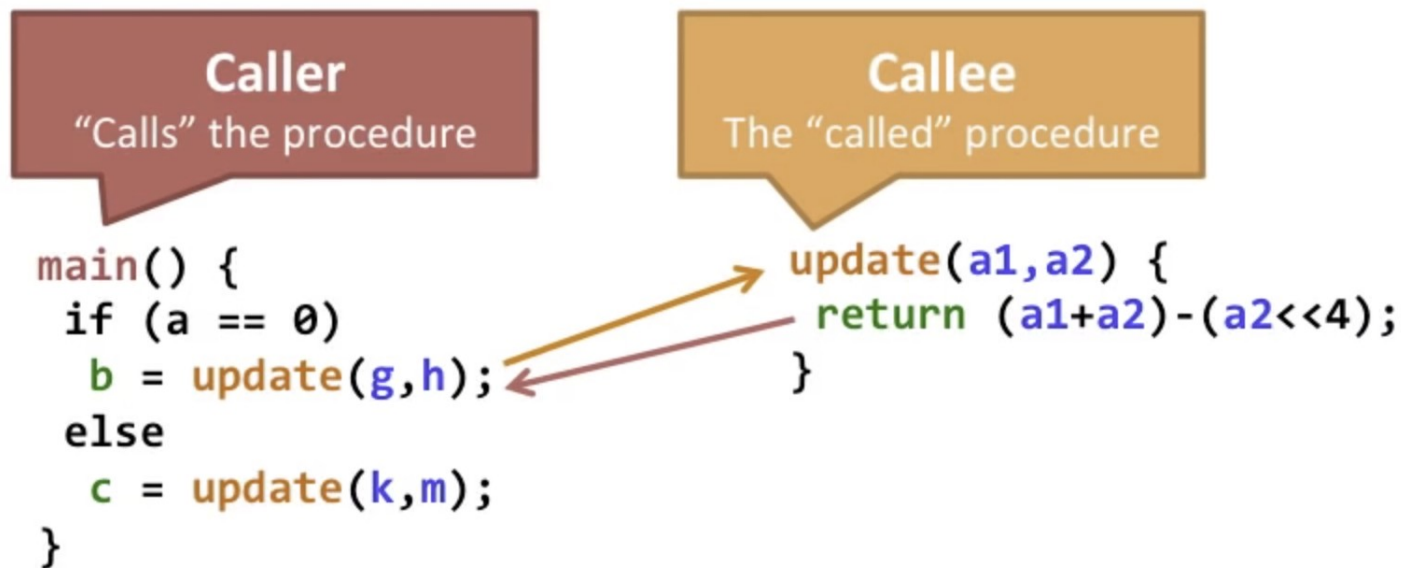 Caller
“Calls” the procedure
Callee
The “called” procedure
main() {
if (a == 0)
b = update(g,h);
else
c = update(k,m);
}
update(a1,a2) {
return (a1+a2)-(a2<<4);
}